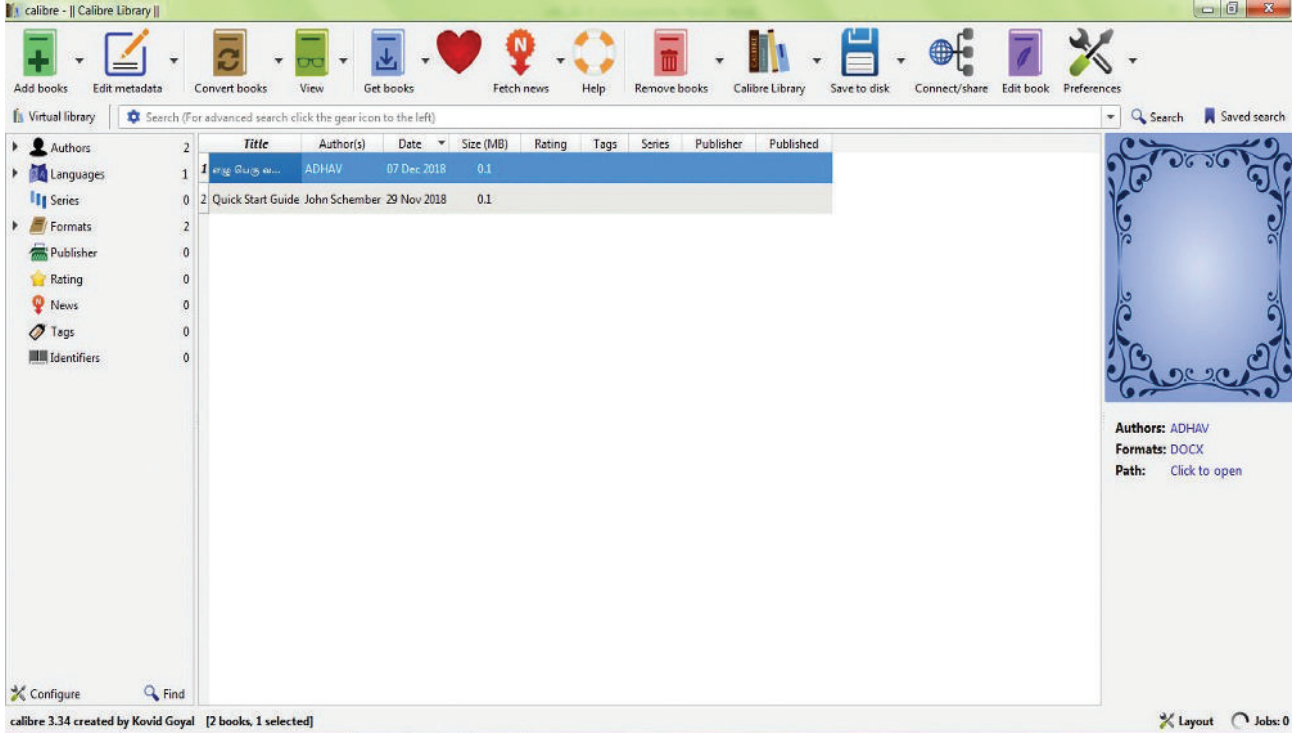 calibre - || Calibre Library ||
Add books Edit metadata Convert books View Get books Fetch news Help Remove books Calibre Library Save to disk Connect/share Edit book Preferences
Virtual library Search (For advanced search click the gear icon to the left) Search Saved search
Authors 2
Languages 1
Series 0
Formats 2
Publisher 0
Rating 0
News 0
Tags 0
Identifiers 0
Title Author(s) Date Size (MB) Rating Tags Series Publisher Published
1 எழு பெரு வ... ADHAV 07 Dec 2018 0.1
2 Quick Start Guide John Schember 29 Nov 2018 0.1
Authors: ADHAV
Formats: DOCX
Path: Click to open
Configure Find
calibre 3.34 created by Kovid Goyal [2 books, 1 selected] Layout Jobs: 0